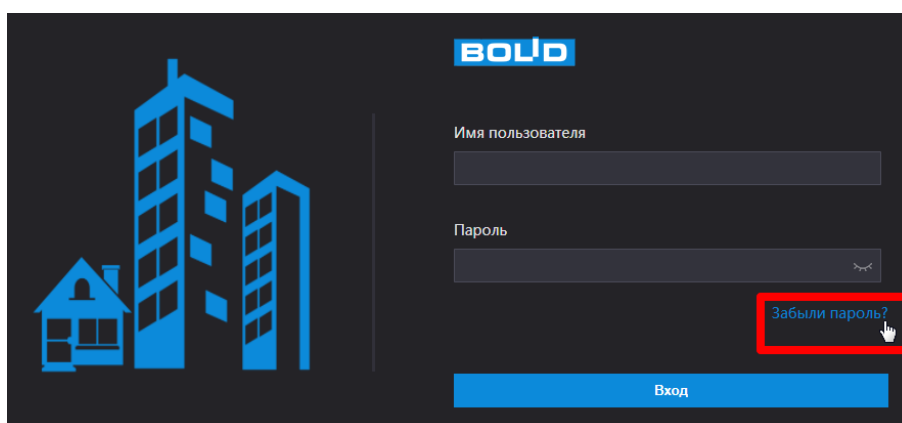 BOLID
Имя пользователя
Пароль
Забыли пароль?
Вход